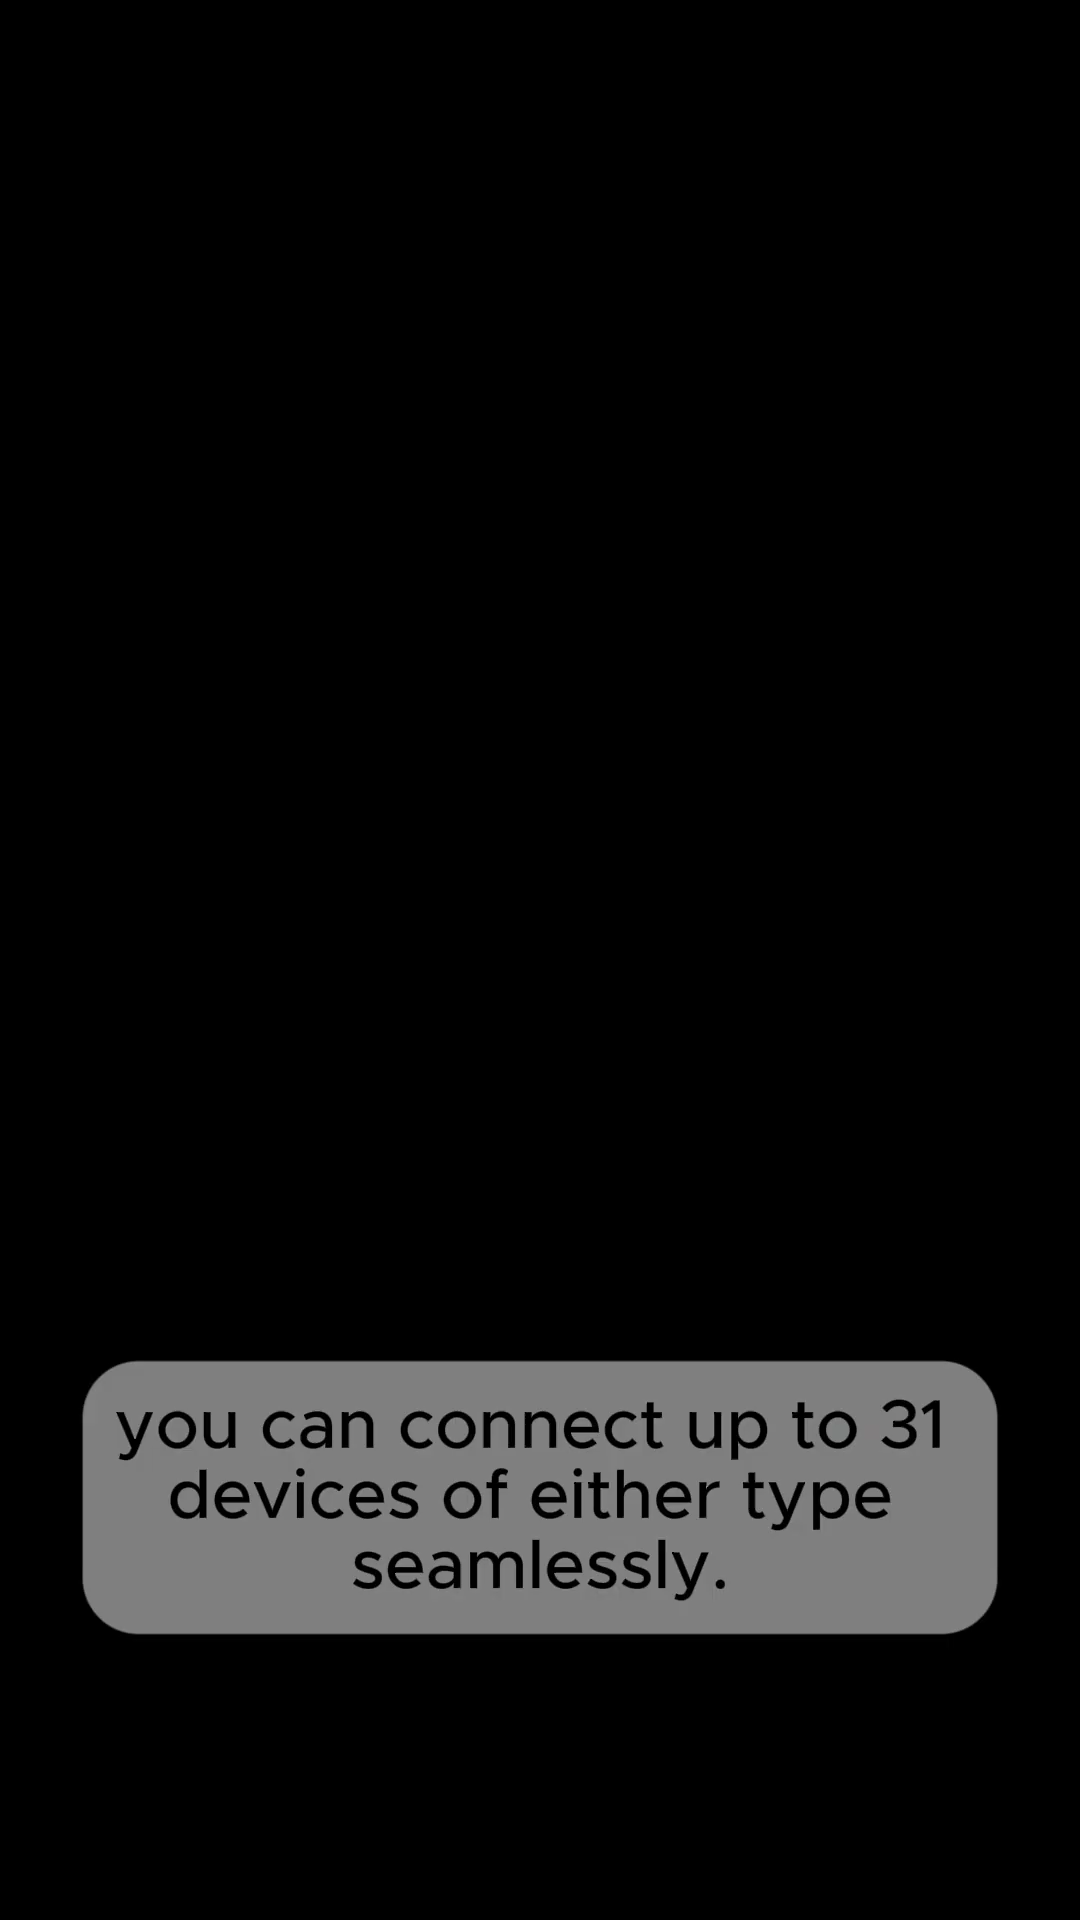 you can connect up to 31
devices of either type
seamlessly.